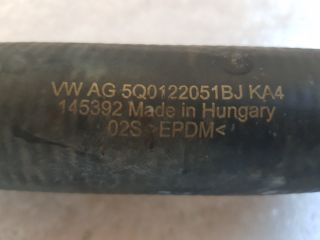 VW AG 5Q0122051BJ KA4
145392 Made in Hungary
02S >EPDM<